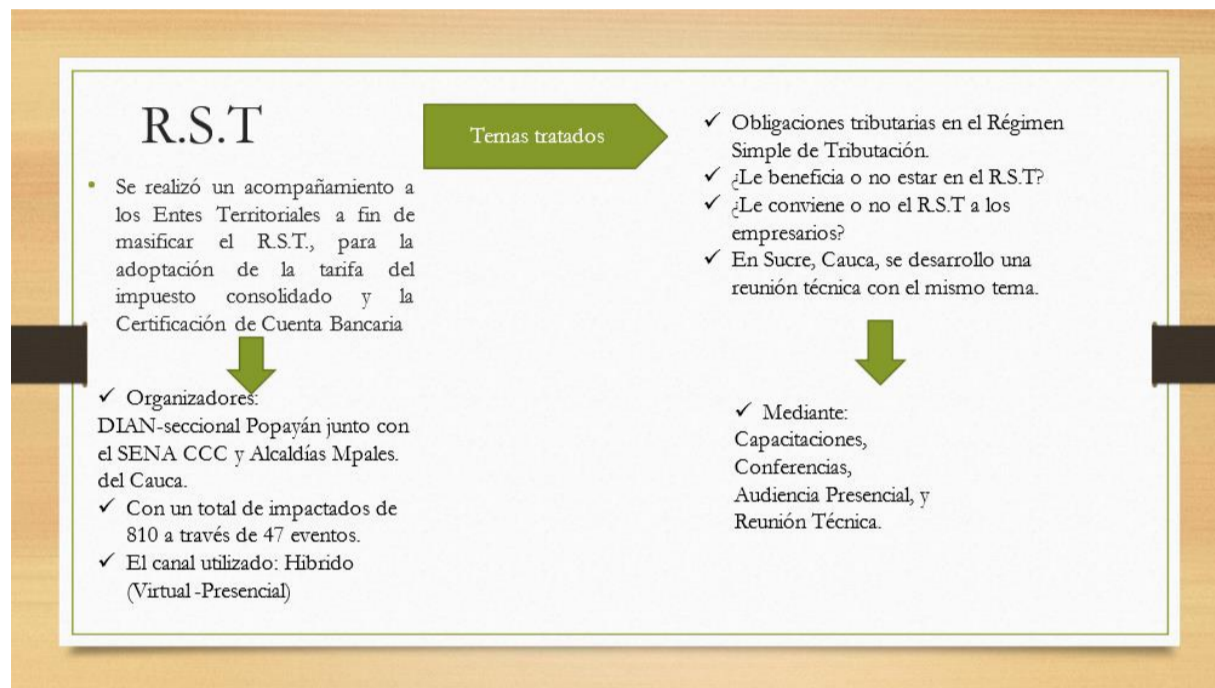 R.S.T
• Se realizó un acompañamiento a
los Entes Territoriales a fin de
masificar el R.S.T., para la
adoptación de la tarifa del
impuesto consolidado y la
Certificación de Cuenta Bancaria
✓ Organizadores:
DIAN-seccional Popayán junto con
el SENA CCC y Alcaldías Mpales.
del Cauca.
✓ Con un total de impactados de
810 a través de 47 eventos.
✓ El canal utilizado: Hibrido
(Virtual -Presencial)
Temas tratados
✓ Obligaciones tributarias en el Régimen
Simple de Tributación.
✓ ¿Le beneficia o no estar en el R.S.T?
✓ ¿Le conviene o no el R.S.T a los
empresarios?
✓ En Sucre, Cauca, se desarrollo una
reunión técnica con el mismo tema.
✓ Mediante:
Capacitaciones,
Conferencias,
Audiencia Presencial, y
Reunión Técnica.